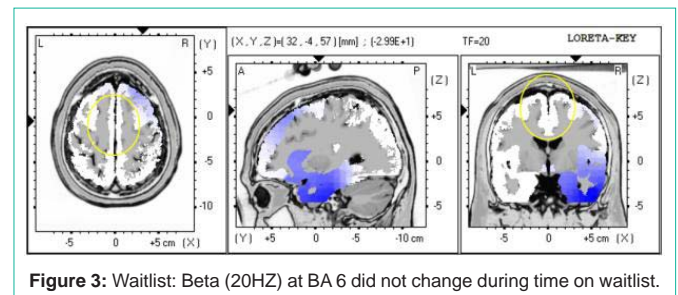 L R (Y) (X,Y,Z)=( 32 , -4 , 57 ) [mm] ; (-2.99E+1) TF=20 LORETA-KEY
A P (Z) L R (Z)
+5 +5 +5
0 0 0
-5 -5 -5
-10
-5 0 +5 cm (X) (Y) +5 0 -5 -10 cm -5 0 +5 cm (X)
Figure 3: Waitlist: Beta (20HZ) at BA 6 did not change during time on waitlist.